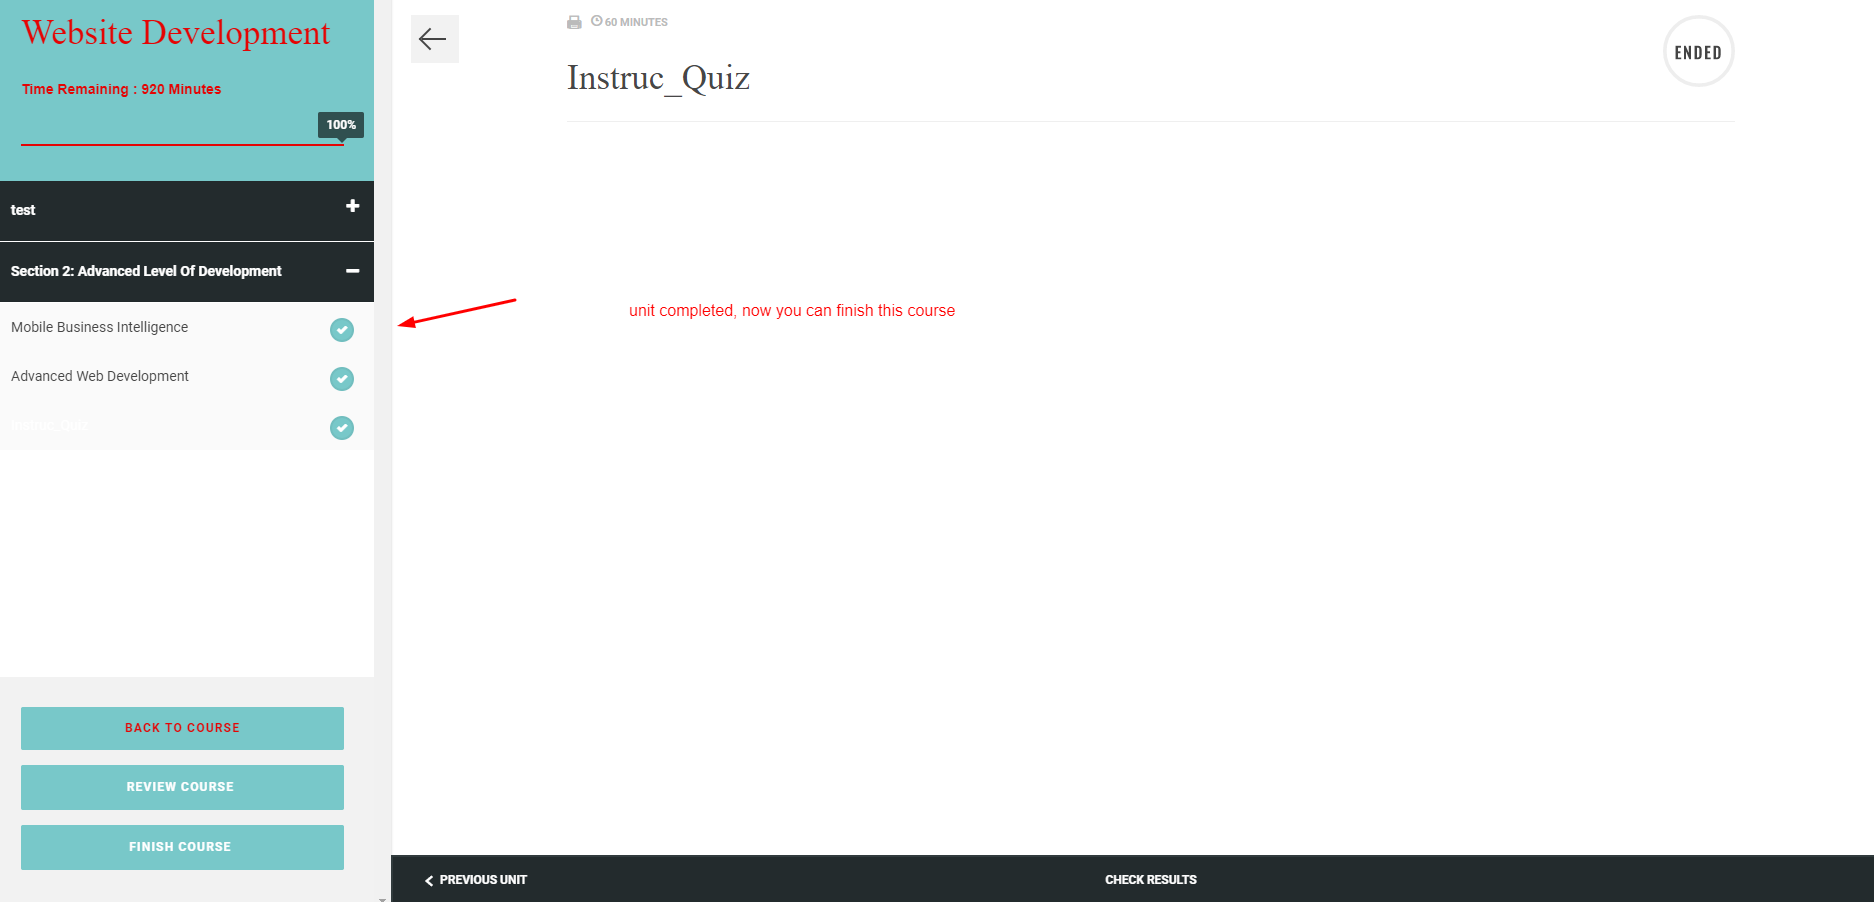 Website Development
Time Remaining : 920 Minutes
100%
test
Section 2: Advanced Level Of Development
Mobile Business Intelligence
Advanced Web Development
Instruc_Quiz
BACK TO COURSE
REVIEW COURSE
FINISH COURSE
60 MINUTES
Instruc_Quiz
ENDED
unit completed, now you can finish this course
PREVIOUS UNIT
CHECK RESULTS